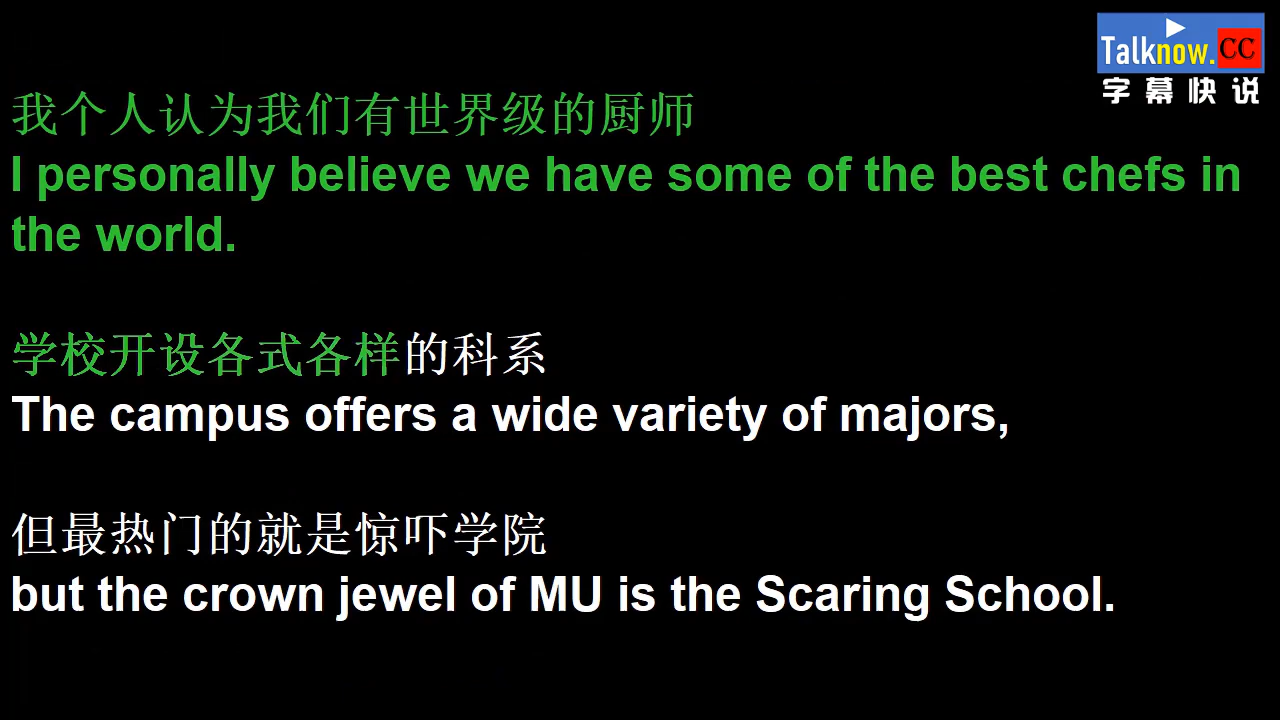 Talknow.CC
字幕快说
我个人认为我们有世界级的厨师
I personally believe we have some of the best chefs in
the world.
学校开设各式各样的科系
The campus offers a wide variety of majors,
但最热门的就是惊吓学院
but the crown jewel of MU is the Scaring School.